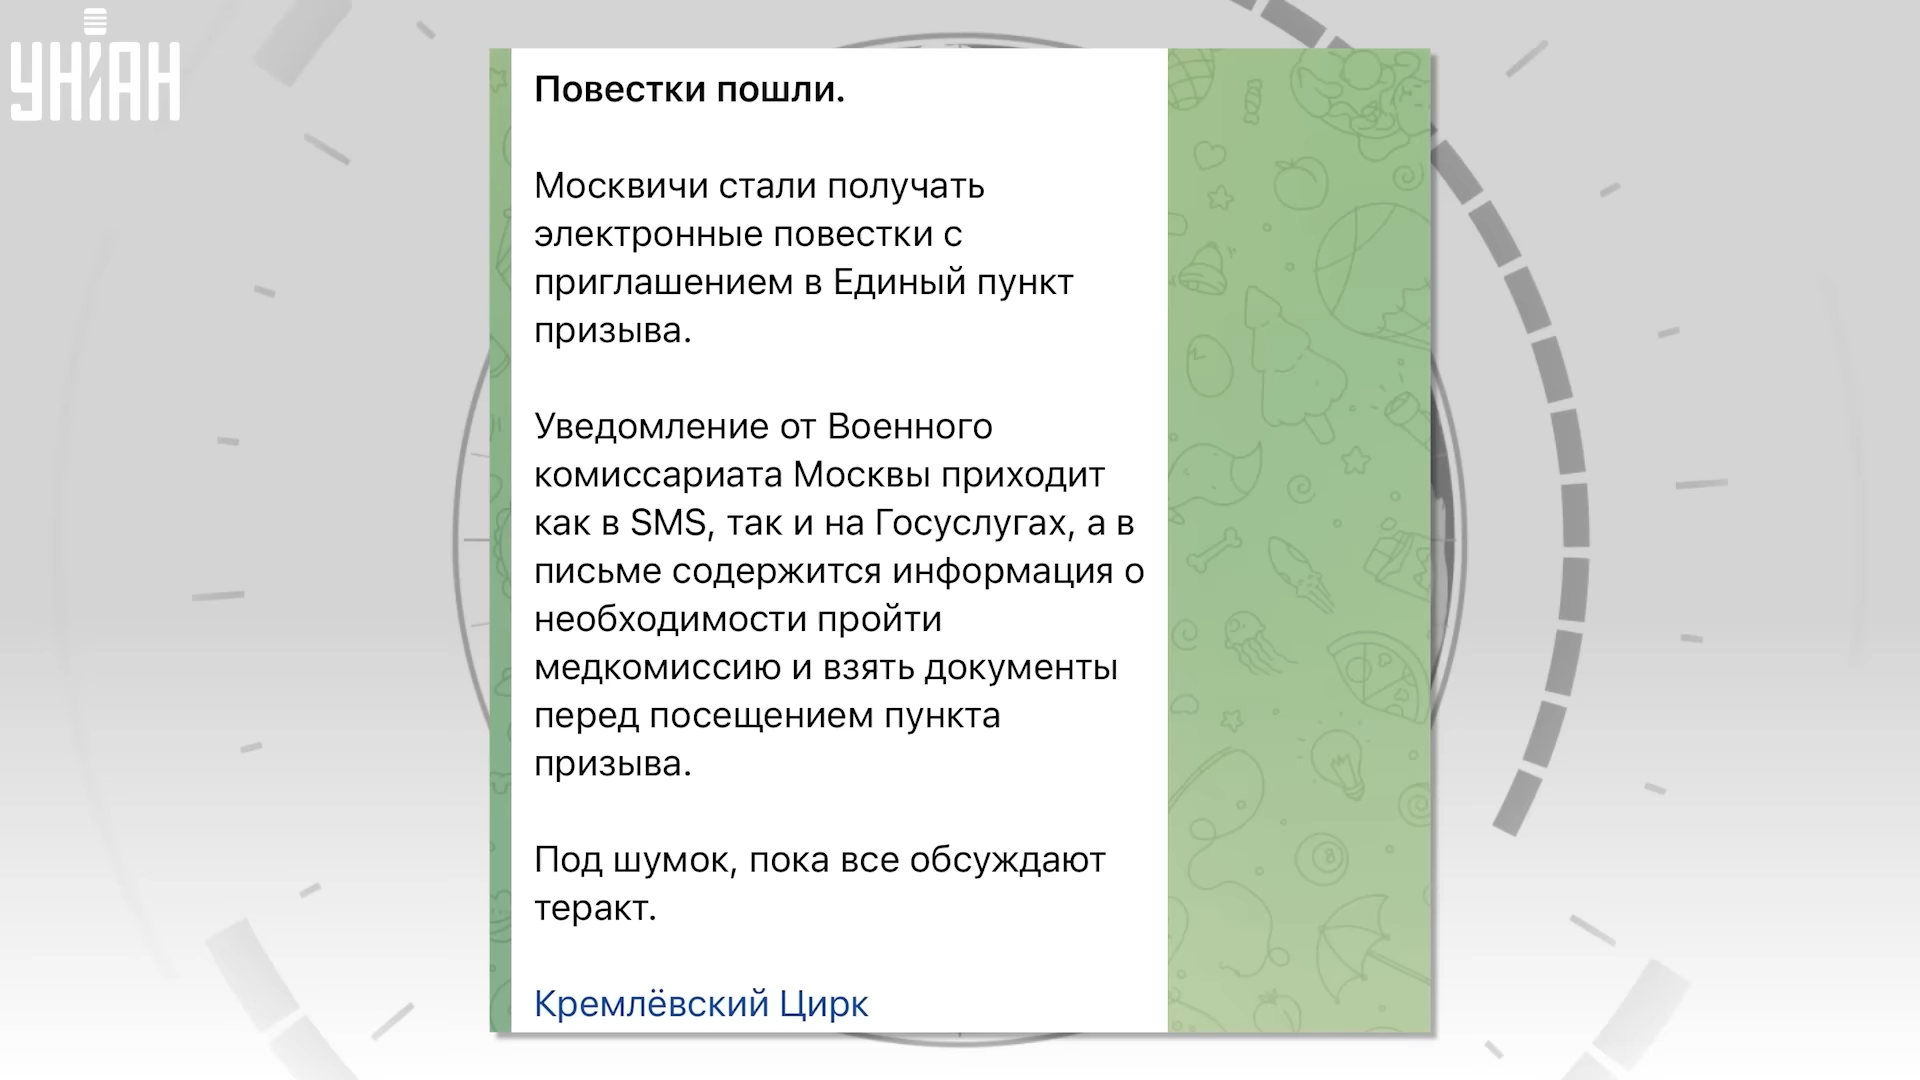 УНІАН
Повестки пошли.
Москвичи стали получать
электронные повестки с
приглашением в Единый пункт
призыва.
Уведомление от Военного
комиссариата Москвы приходит
как в SMS, так и на Госуслугах, а в
письме содержится информация о
необходимости пройти
медкомиссию и взять документы
перед посещением пункта
призыва.
Под шумок, пока все обсуждают
теракт.
Кремлёвский Цирк